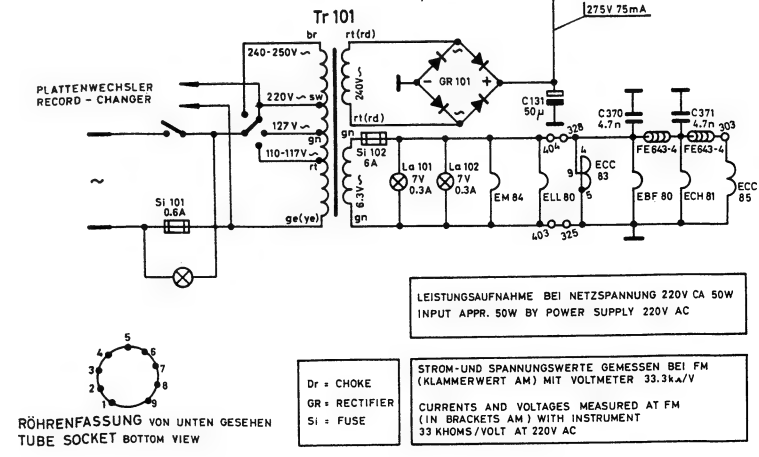 275V 75mA
Tr 101
br
rt(rd)
240-250V~
PLATTENWECHSLER
RECORD - CHANGER
220V~
sw
240V~
GR 101
-
+
~
~
C131
50µ
C370
4.7n
C371
4.7n
127V~
gn
rt(rd)
gn
Si 102
6A
404
328
303
FE643-4
FE643-4
110-117V~
rt
La 101
7V
0.3A
La 102
7V
0.3A
6.3V~
4
9
5
ECC
83
~
EM 84
ELL 80
EBF 80
ECH 81
ECC
85
Si 101
0.6A
ge(ye)
gn
403
325
LEISTUNGSAUFNAHME BEI NETZSPANNUNG 220V CA 50W
INPUT APPR. 50W BY POWER SUPPLY 220V AC
5
4
6
3
7
2
8
1
9
RÖHRENFASSUNG VON UNTEN GESEHEN
TUBE SOCKET BOTTOM VIEW
Dr = CHOKE
GR = RECTIFIER
Si = FUSE
STROM-UND SPANNUNGSWERTE GEMESSEN BEI FM
(KLAMMERWERT AM) MIT VOLTMETER 33.3kΩ/V
CURRENTS AND VOLTAGES MEASURED AT FM
(IN BRACKETS AM) WITH INSTRUMENT
33 KHOMS/VOLT AT 220V AC